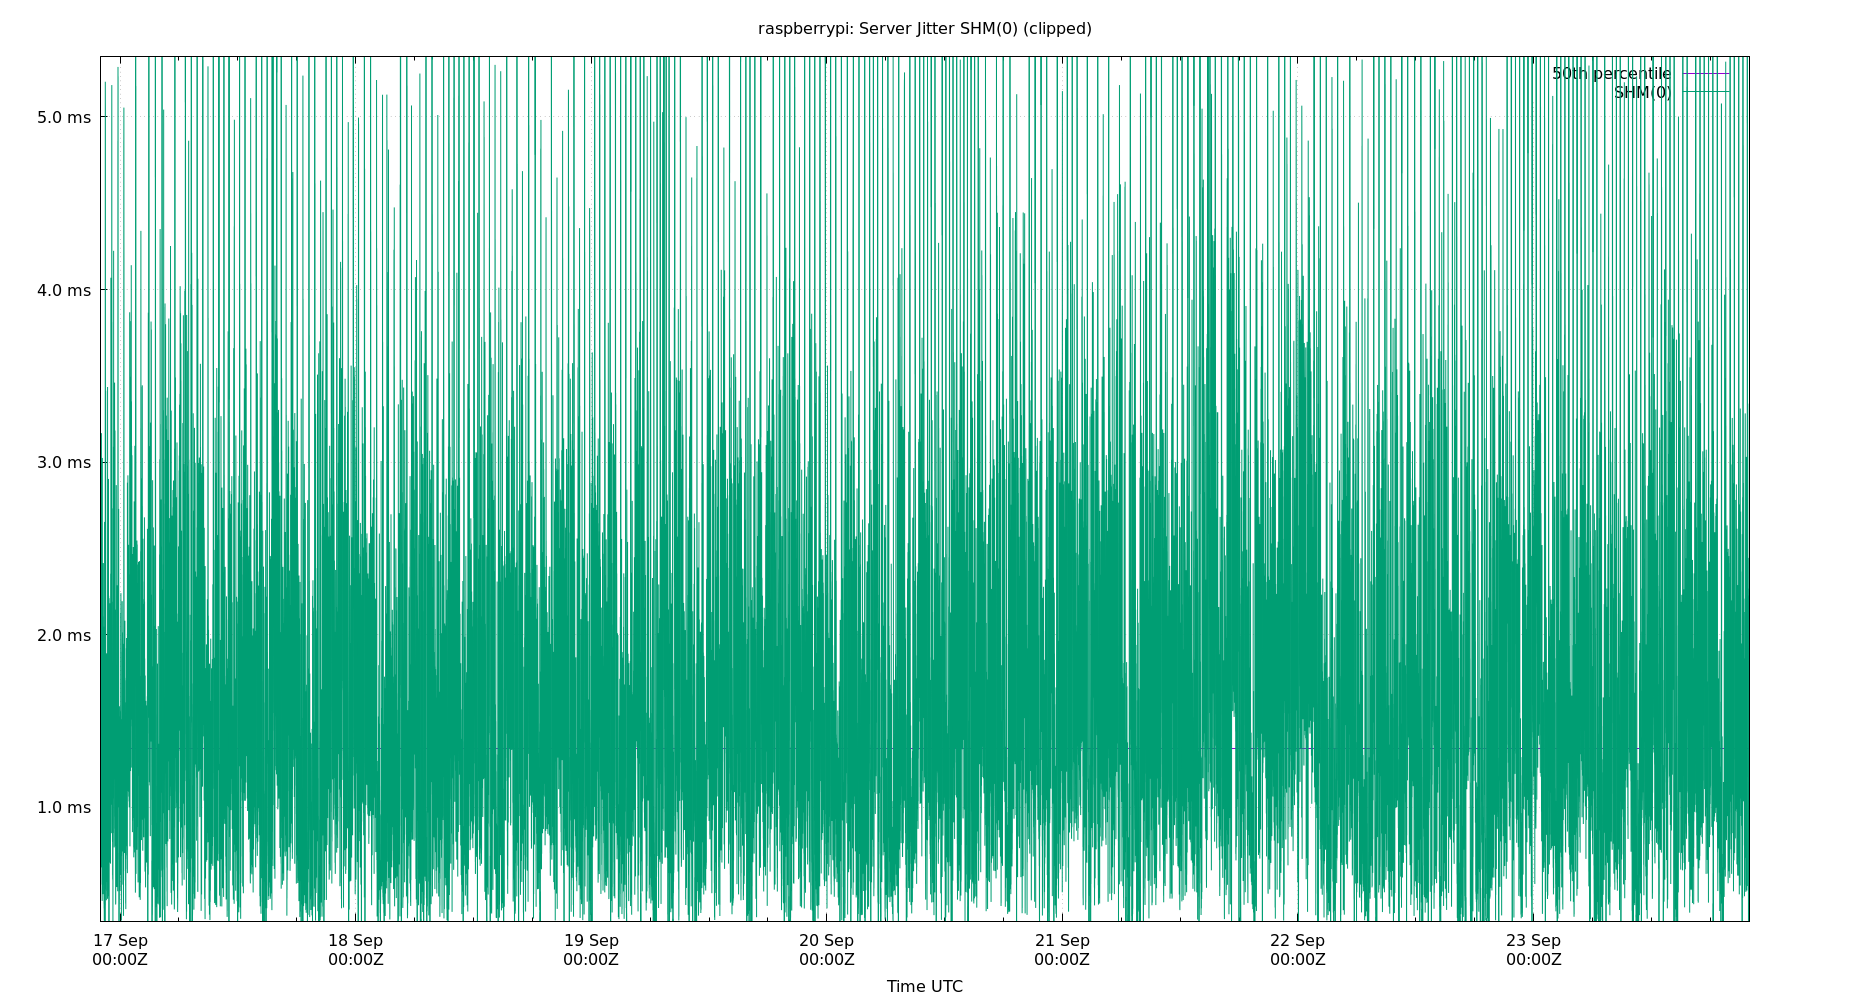 raspberrypi: Server Jitter SHM(0) (clipped)
50th percentile
SHM(0)
5.0 ms
4.0 ms
3.0 ms
2.0 ms
1.0 ms
17 Sep 18 Sep 19 Sep 20 Sep 21 Sep 22 Sep 23 Sep
00:00Z 00:00Z 00:00Z 00:00Z 00:00Z 00:00Z 00:00Z
Time UTC